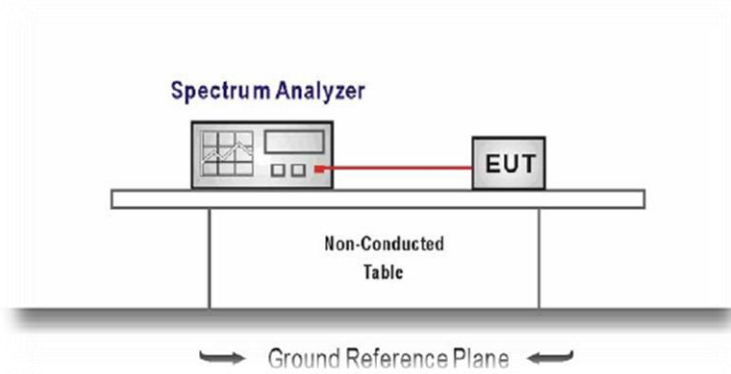 Spectrum Analyzer
EUT
Non-Conducted
Table
Ground Reference Plane